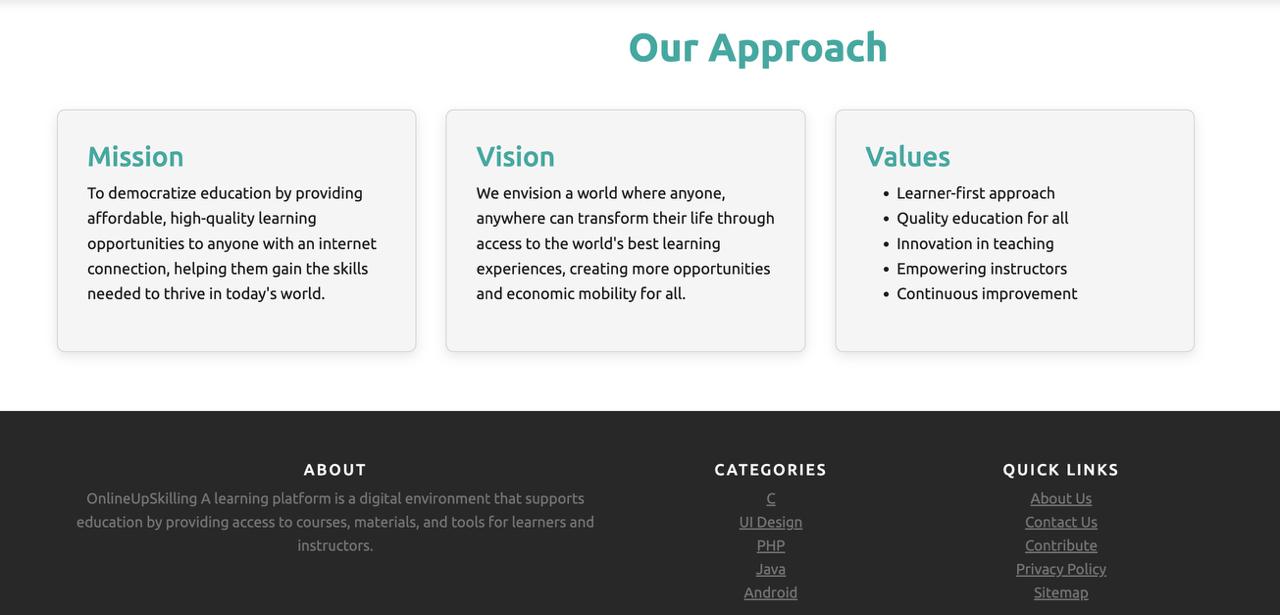 Our Approach
Mission
To democratize education by providing
affordable, high-quality learning
opportunities to anyone with an internet
connection, helping them gain the skills
needed to thrive in today's world.
Vision
We envision a world where anyone,
anywhere can transform their life through
access to the world's best learning
experiences, creating more opportunities
and economic mobility for all.
Values
• Learner-first approach
• Quality education for all
• Innovation in teaching
• Empowering instructors
• Continuous improvement
ABOUT
OnlineUpSkilling A learning platform is a digital environment that supports
education by providing access to courses, materials, and tools for learners and
instructors.
CATEGORIES
C
UI Design
PHP
Java
Android
QUICK LINKS
About Us
Contact Us
Contribute
Privacy Policy
Sitemap